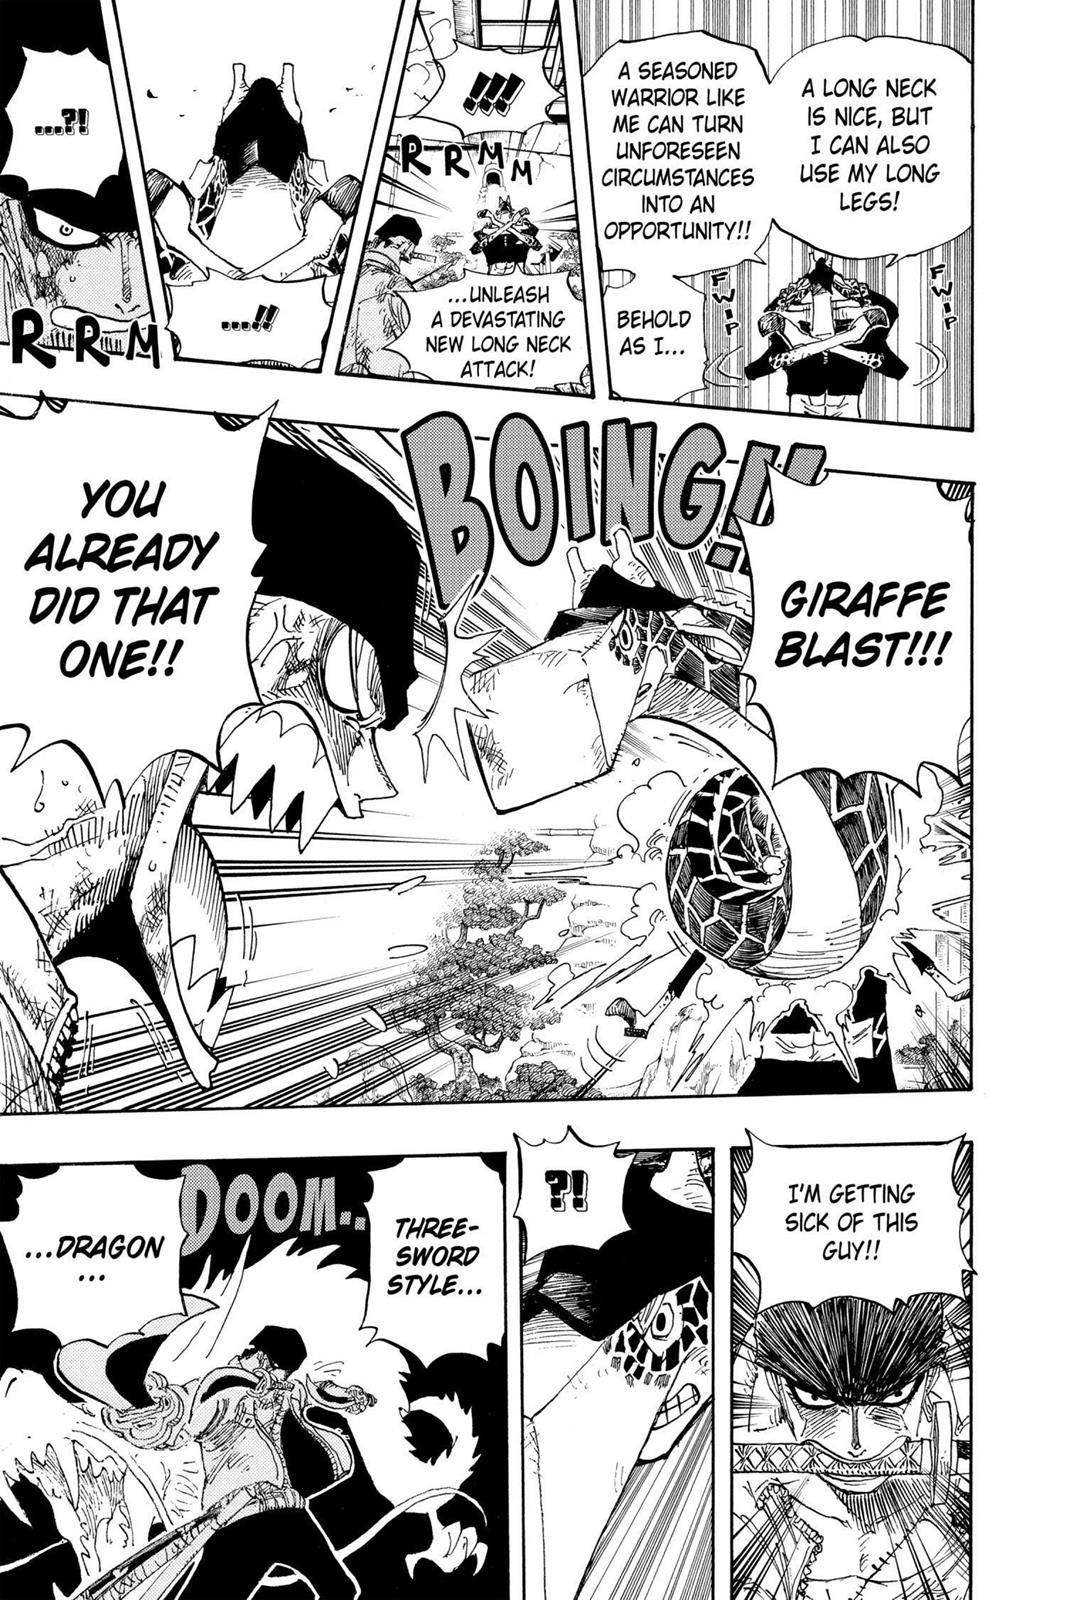 A LONG NECK
IS NICE, BUT
I CAN ALSO
USE MY LONG
LEGS!
A SEASONED
WARRIOR LIKE
ME CAN TURN
UNFORESEEN
CIRCUMSTANCES
INTO AN
OPPORTUNITY!!
FWIP
FWIP
BEHOLD
AS I...
!!!
RRMM
...UNLEASH
A DEVASTATING
NEW LONG NECK
ATTACK!
...!!
...?!
RRRM
BOING!!
GIRAFFE
BLAST!!!
YOU
ALREADY
DID THAT
ONE!!
I'M GETTING
SICK OF THIS
GUY!!
?!
THREE-
SWORD
STYLE...
DOOM...
...DRAGON
...